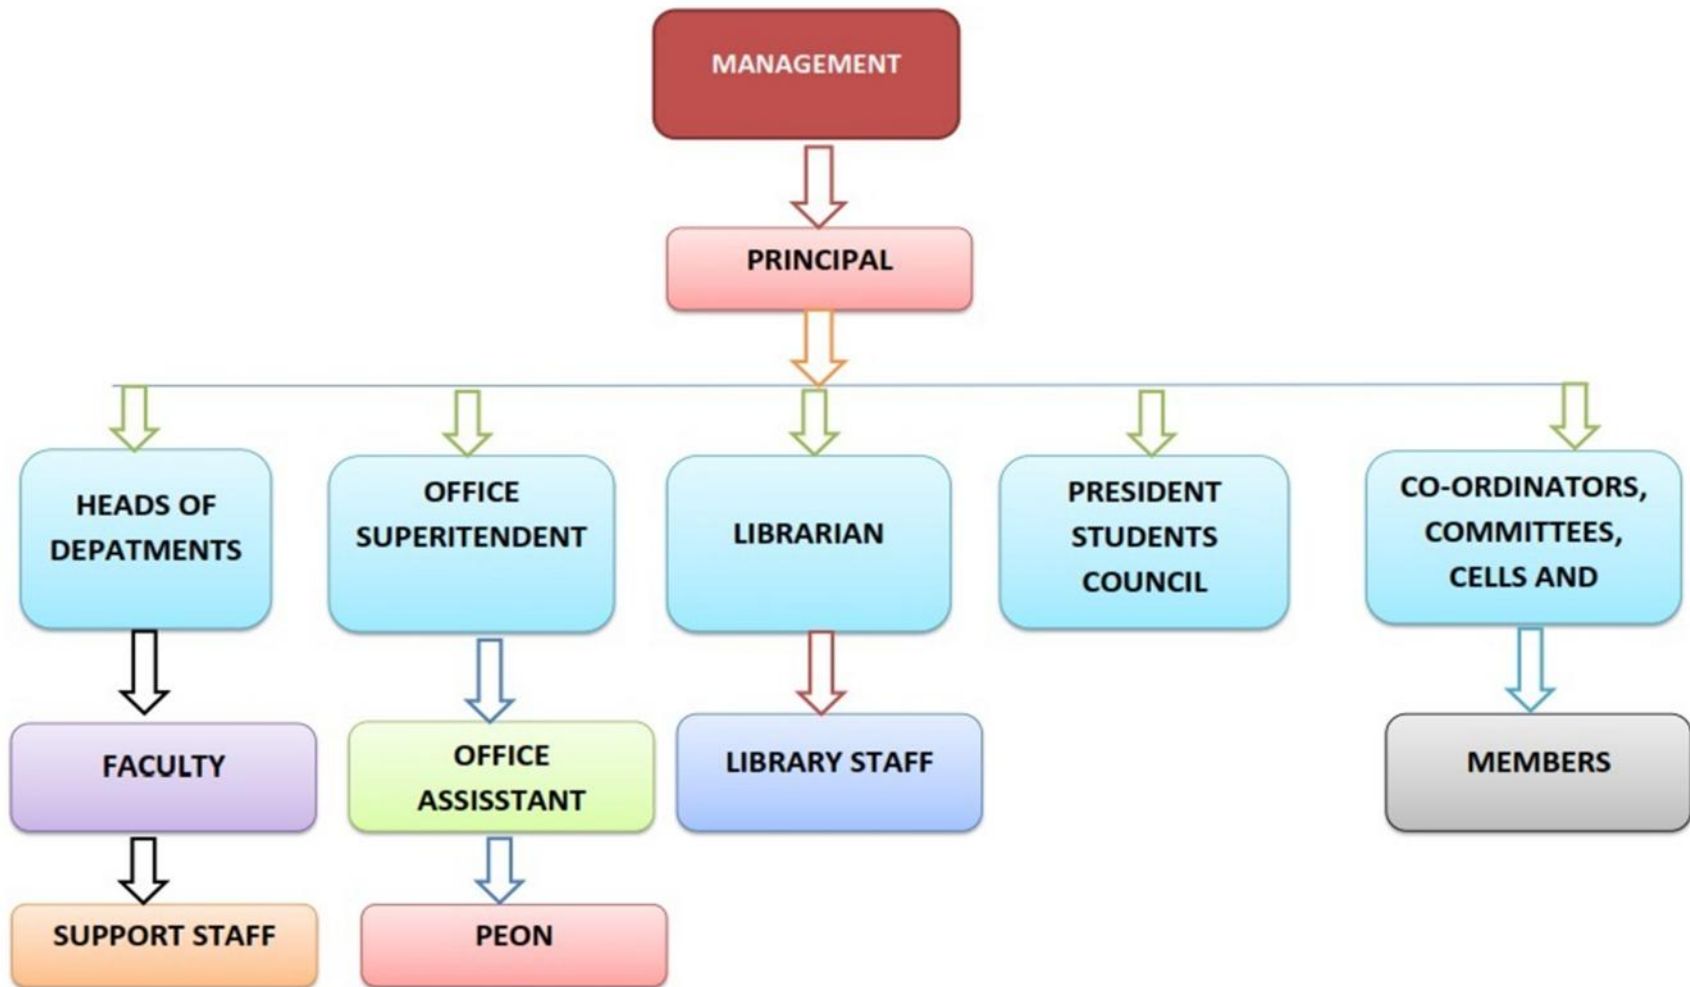 MANAGEMENT
PRINCIPAL
HEADS OF
DEPATMENTS
OFFICE
SUPERITENDENT
LIBRARIAN
PRESIDENT
STUDENTS
COUNCIL
CO-ORDINATORS,
COMMITTEES,
CELLS AND
FACULTY
OFFICE
ASSISSTANT
LIBRARY STAFF
MEMBERS
SUPPORT STAFF
PEON